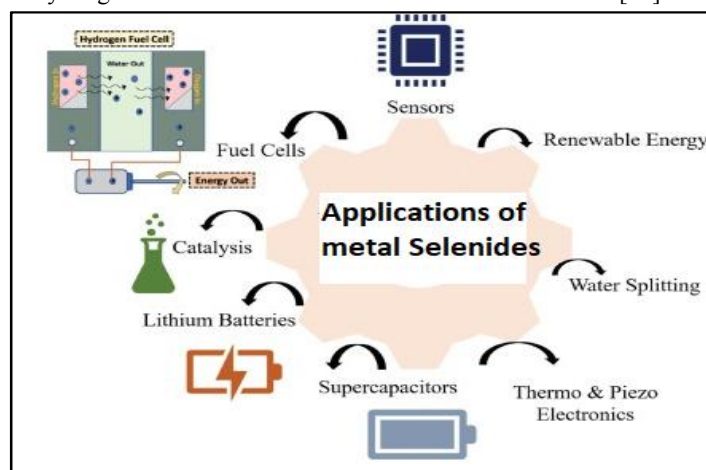 Hydrogen Fuel Cell
Water Out
Energy Out
Sensors
Fuel Cells
Renewable Energy
Applications of
metal Selenides
Catalysis
Water Splitting
Lithium Batteries
Supercapacitors
Thermo & Piezo
Electronics